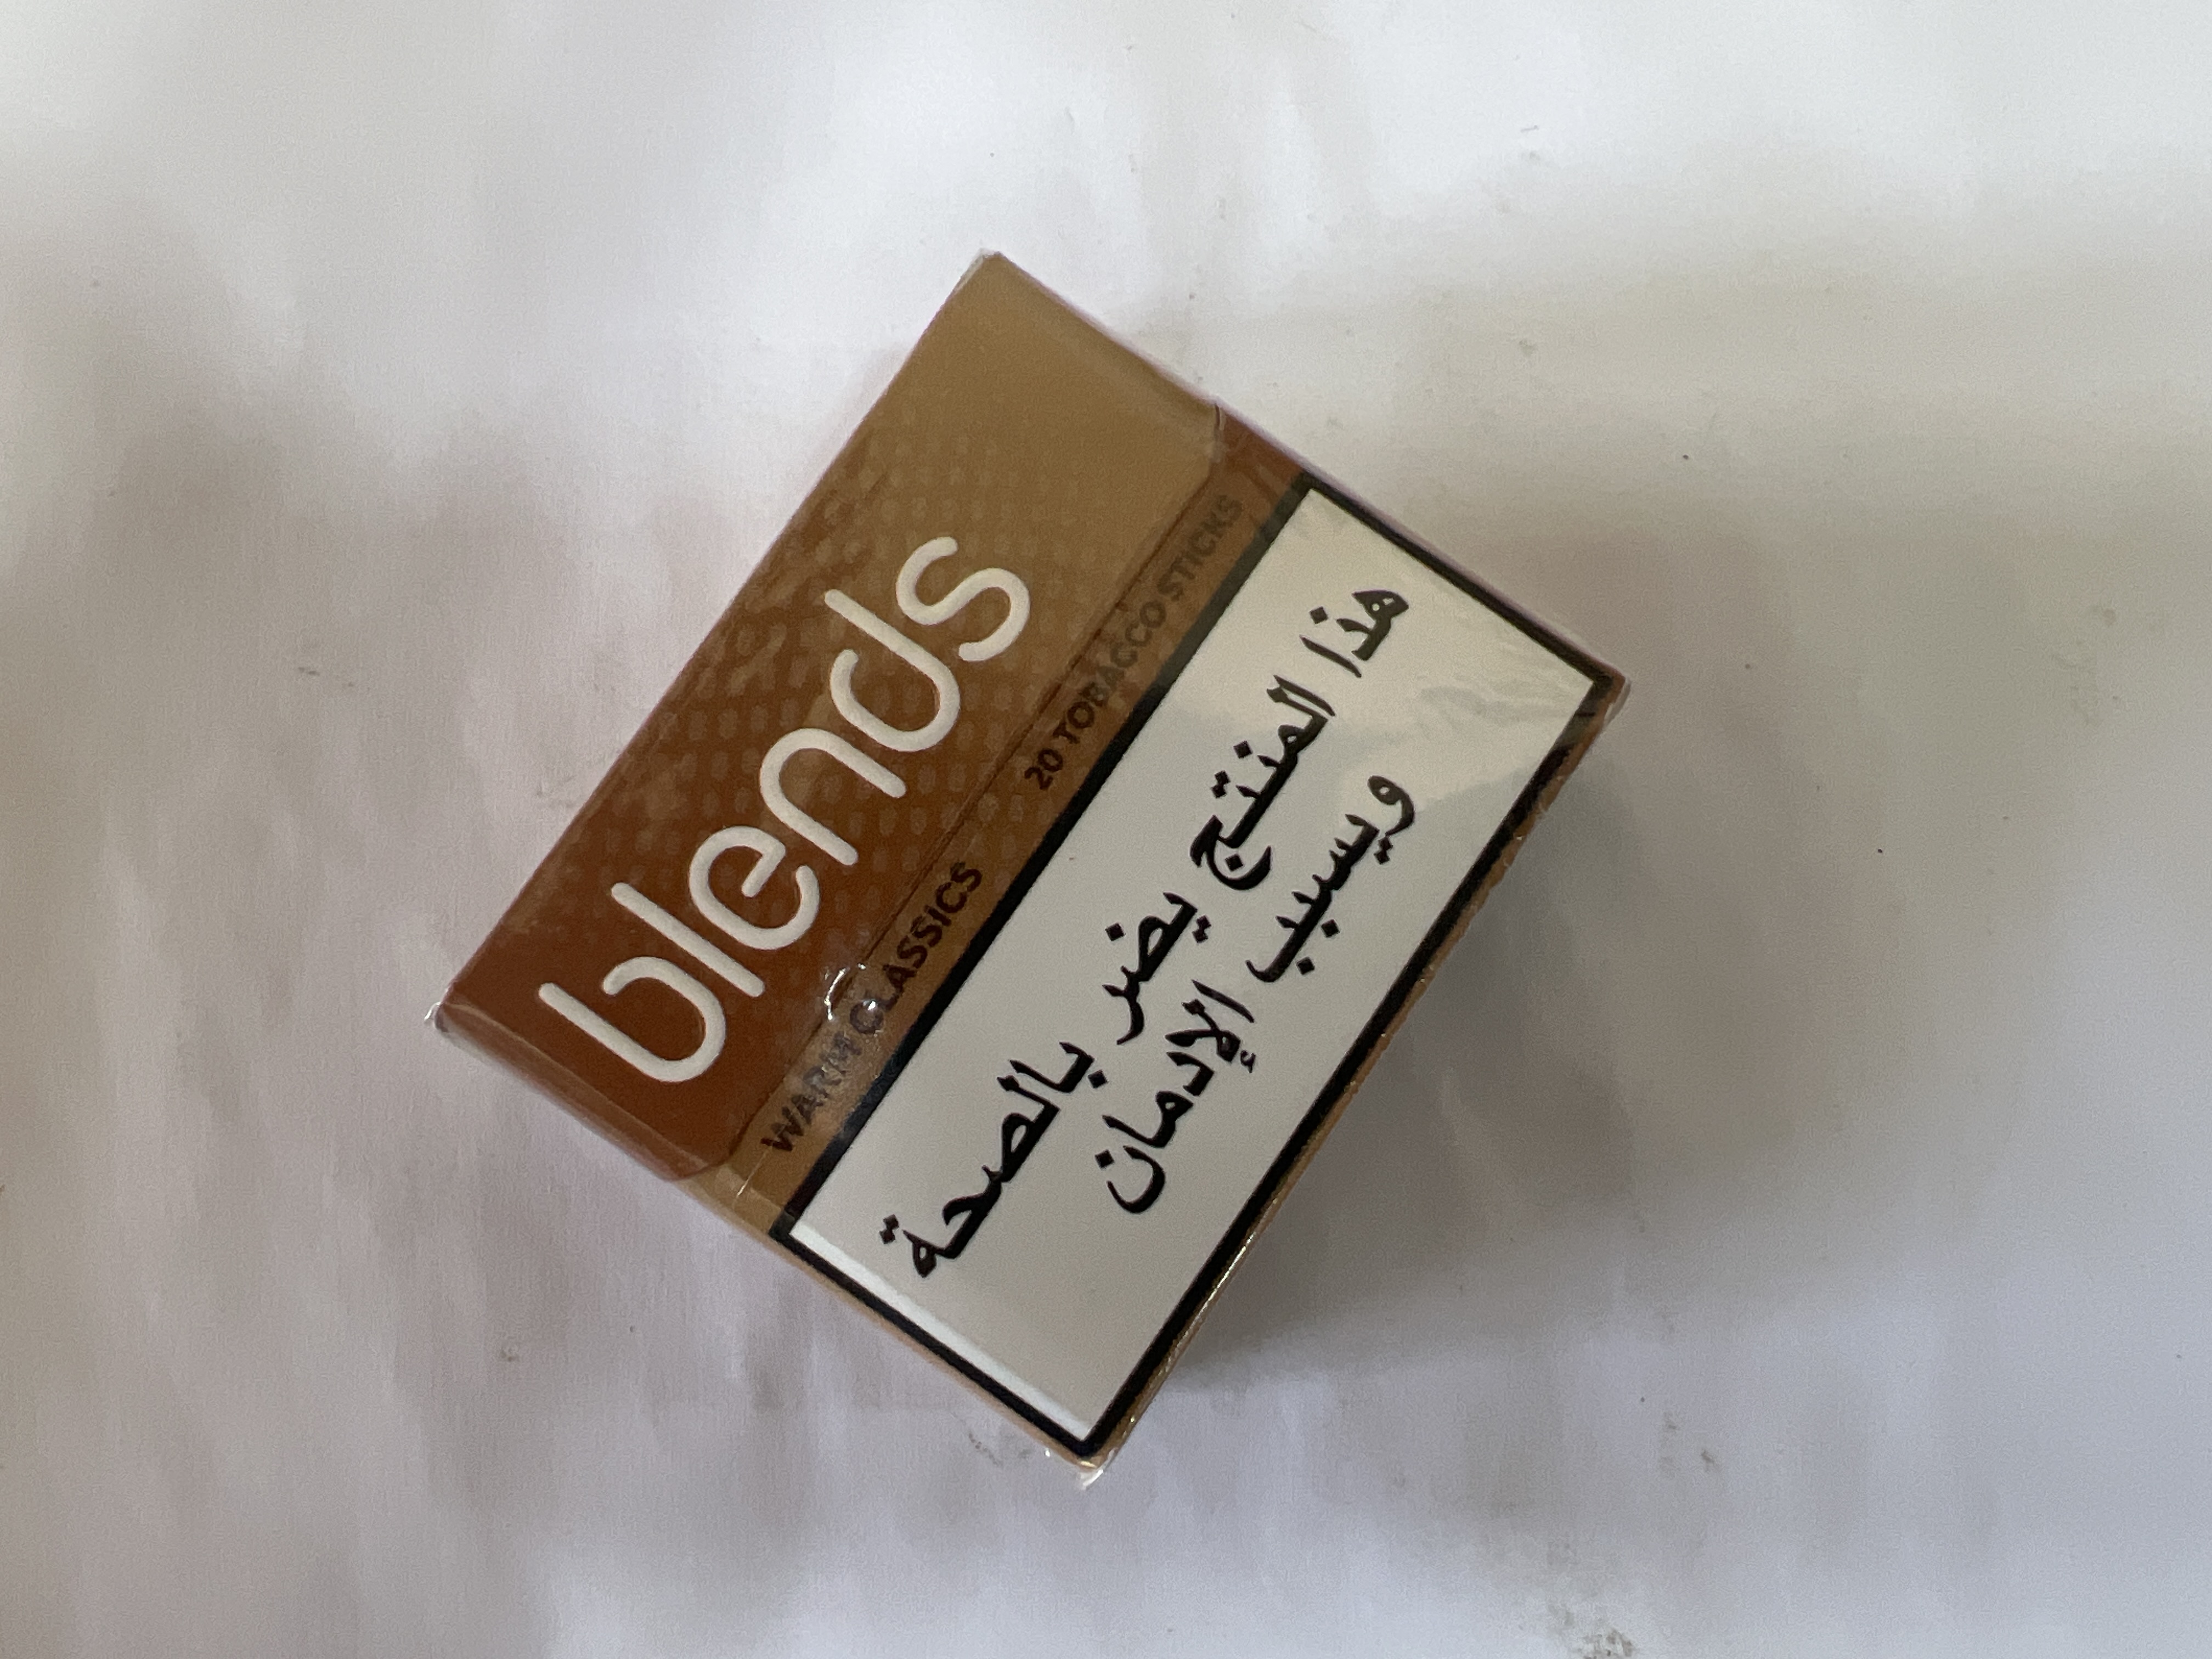 blends
WARM CLASSICS 20 TOBACCO STICKS
هذا المنتج يضر بالصحة
ويسبب الإدمان